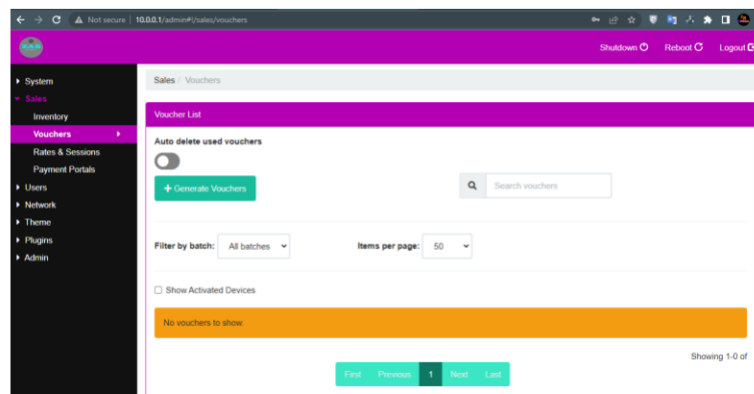 Not secure | 10.0.0.1/admin#!/sales/vouchers
Shutdown Reboot Logout
System
Sales
Inventory
Vouchers
Rates & Sessions
Payment Portals
Users
Network
Theme
Plugins
Admin
Sales / Vouchers
Voucher List
Auto delete used vouchers
+ Generate Vouchers
Search vouchers
Filter by batch: All batches Items per page: 50
Show Activated Devices
No vouchers to show.
Showing 1-0 of
First Previous 1 Next Last